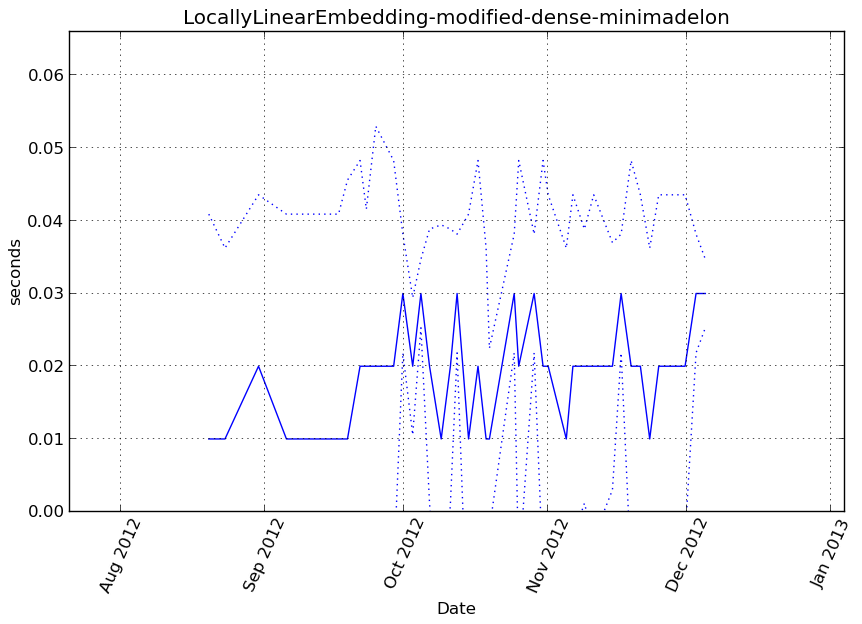 LocallyLinearEmbedding-modified-dense-minimadelon
0.06
0.05
0.04
0.03
0.02
0.01
0.00
seconds
Aug 2012
Sep 2012
Oct 2012
Nov 2012
Dec 2012
Jan 2013
Date